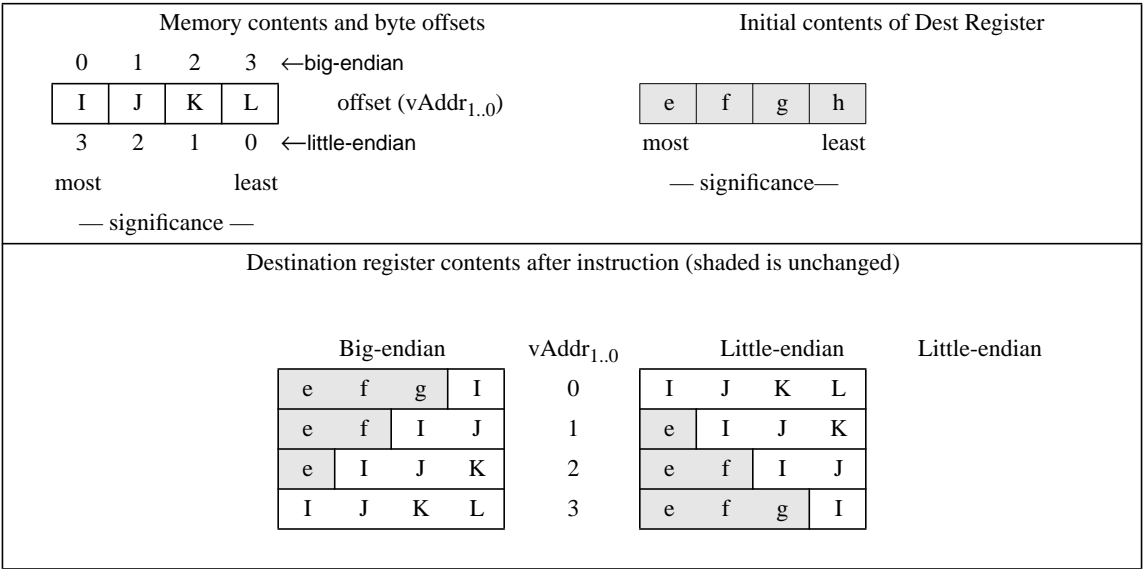 Memory contents and byte offsets Initial contents of Dest Register
0 1 2 3 ←big-endian
I J K L offset (vAddr1..0) e f g h
3 2 1 0 ←little-endian most least
most least — significance—
— significance —
Destination register contents after instruction (shaded is unchanged)
Big-endian vAddr1..0 Little-endian Little-endian
e f g I 0 I J K L
e f I J 1 e I J K
e I J K 2 e f I J
I J K L 3 e f g I